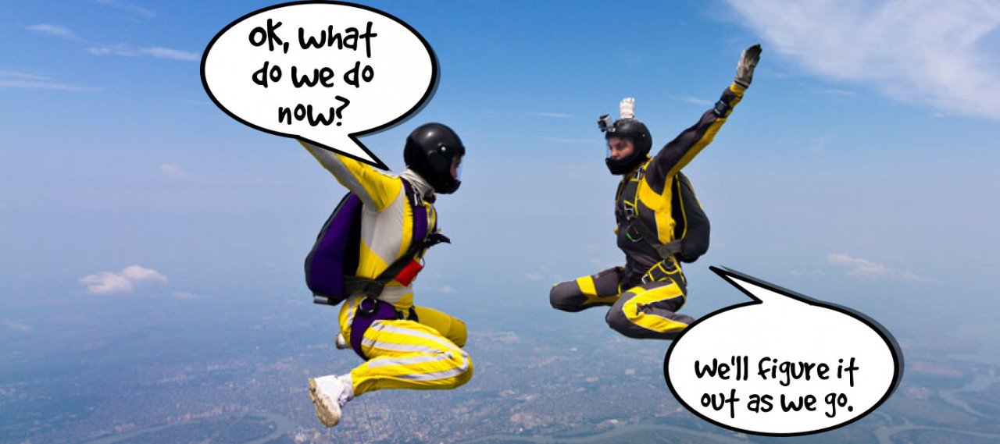 OK, what
do we do
now?
We'll figure it
out as we go.